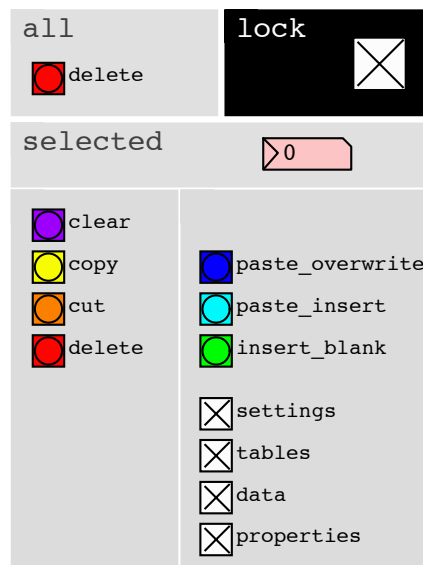 all
lock
delete
selected
0
clear
copy
paste_overwrite
cut
paste_insert
delete
insert_blank
settings
tables
data
properties